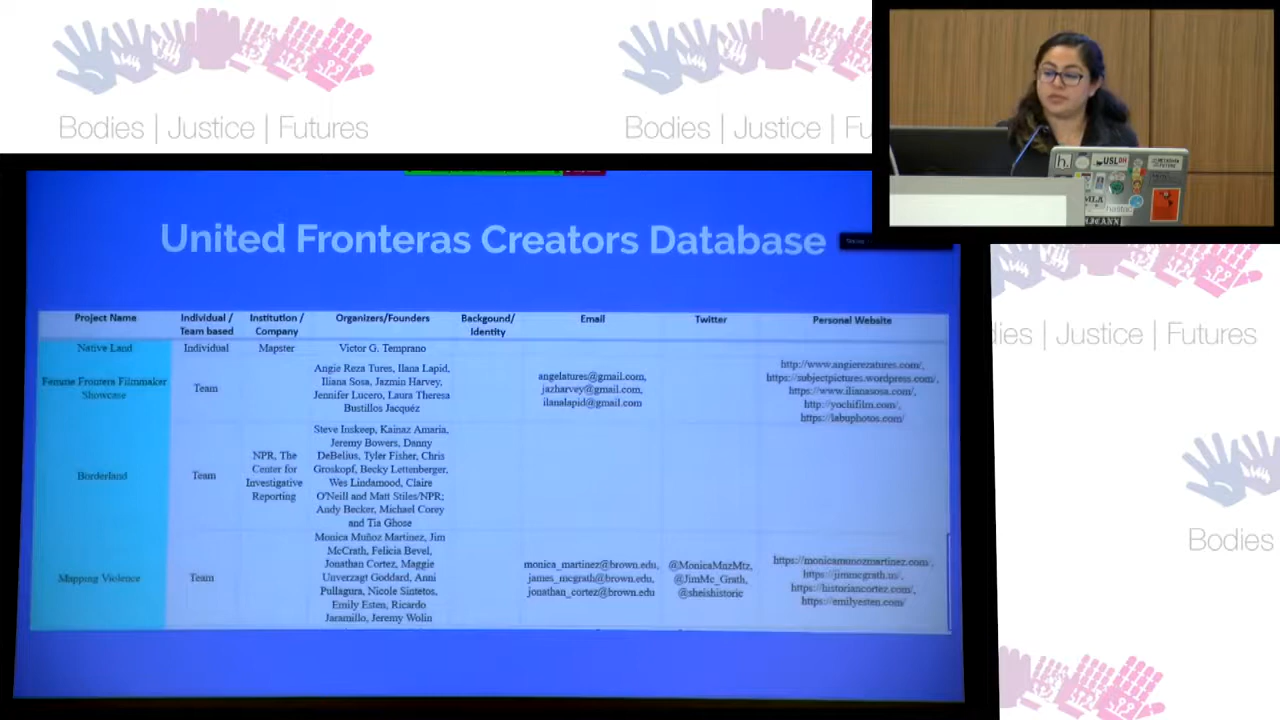 Bodies | Justice | Futures
Bodies | Justice | Fu
United Fronteras Creators Database
Project Name
Individual /
Team based
Institution /
Company
Organizers/Founders
Backgound/
Identity
Email
Twitter
Personal Website
Native Land
Individual
Mapster
Victor G. Temprano
Femme Frontera Filmmaker
Showcase
Team
Angie Reza Tures, Ilana Lapid,
Iliana Sosa, Jazmin Harvey,
Jennifer Lucero, Laura Theresa
Bustillos Jacquéz
angelatures@gmail.com,
jazharvey@gmail.com,
ilanalapid@gmail.com
http://www.angierezatures.com/,
https://subjectpictures.wordpress.com/,
https://www.ilianasosa.com/,
http://yochifilm.com/,
https://labuphotos.com/
Borderland
Team
NPR, The
Center for
Investigative
Reporting
Steve Inskeep, Kainaz Amaria,
Jeremy Bowers, Danny
DeBelius, Tyler Fisher, Chris
Groskopf, Becky Lettenberger,
Wes Lindamood, Claire
O'Neill and Matt Stiles/NPR;
Andy Becker, Michael Corey
and Tia Ghose
Mapping Violence
Team
Monica Muñoz Martinez, Jim
McCrath, Felicia Bevel,
Jonathan Cortez, Maggie
Unverzagt Goddard, Anni
Pullagura, Nicole Sintetos,
Emily Esten, Ricardo
Jaramillo, Jeremy Wolin
monica_martinez@brown.edu,
james_mcgrath@brown.edu,
jonathan_cortez@brown.edu
@MonicaMnzMtz,
@JimMc_Grath,
@sheishistoric
https://monicamunozmartinez.com ,
https://jimmcgrath.us/,
https://historiancortez.com/,
https://emilyesten.com/
h.
USLDH
MLA
hastac
dies | Justice | Futures
Bodies